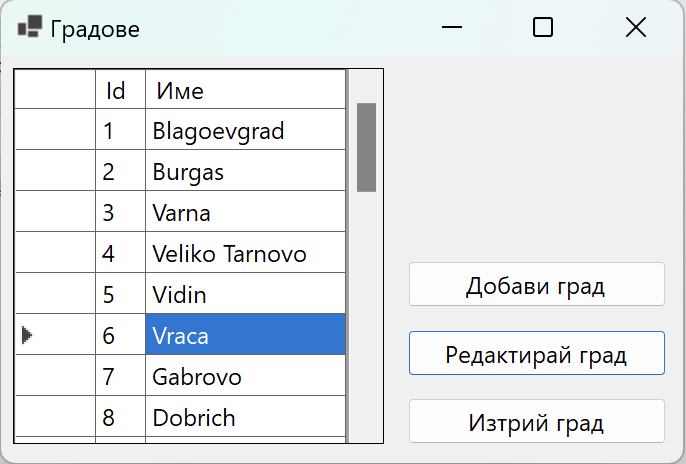 Градове
Id Име
1 Blagoevgrad
2 Burgas
3 Varna
4 Veliko Tarnovo
5 Vidin
6 Vraca
7 Gabrovo
8 Dobrich
Добави град
Редактирай град
Изтрий град